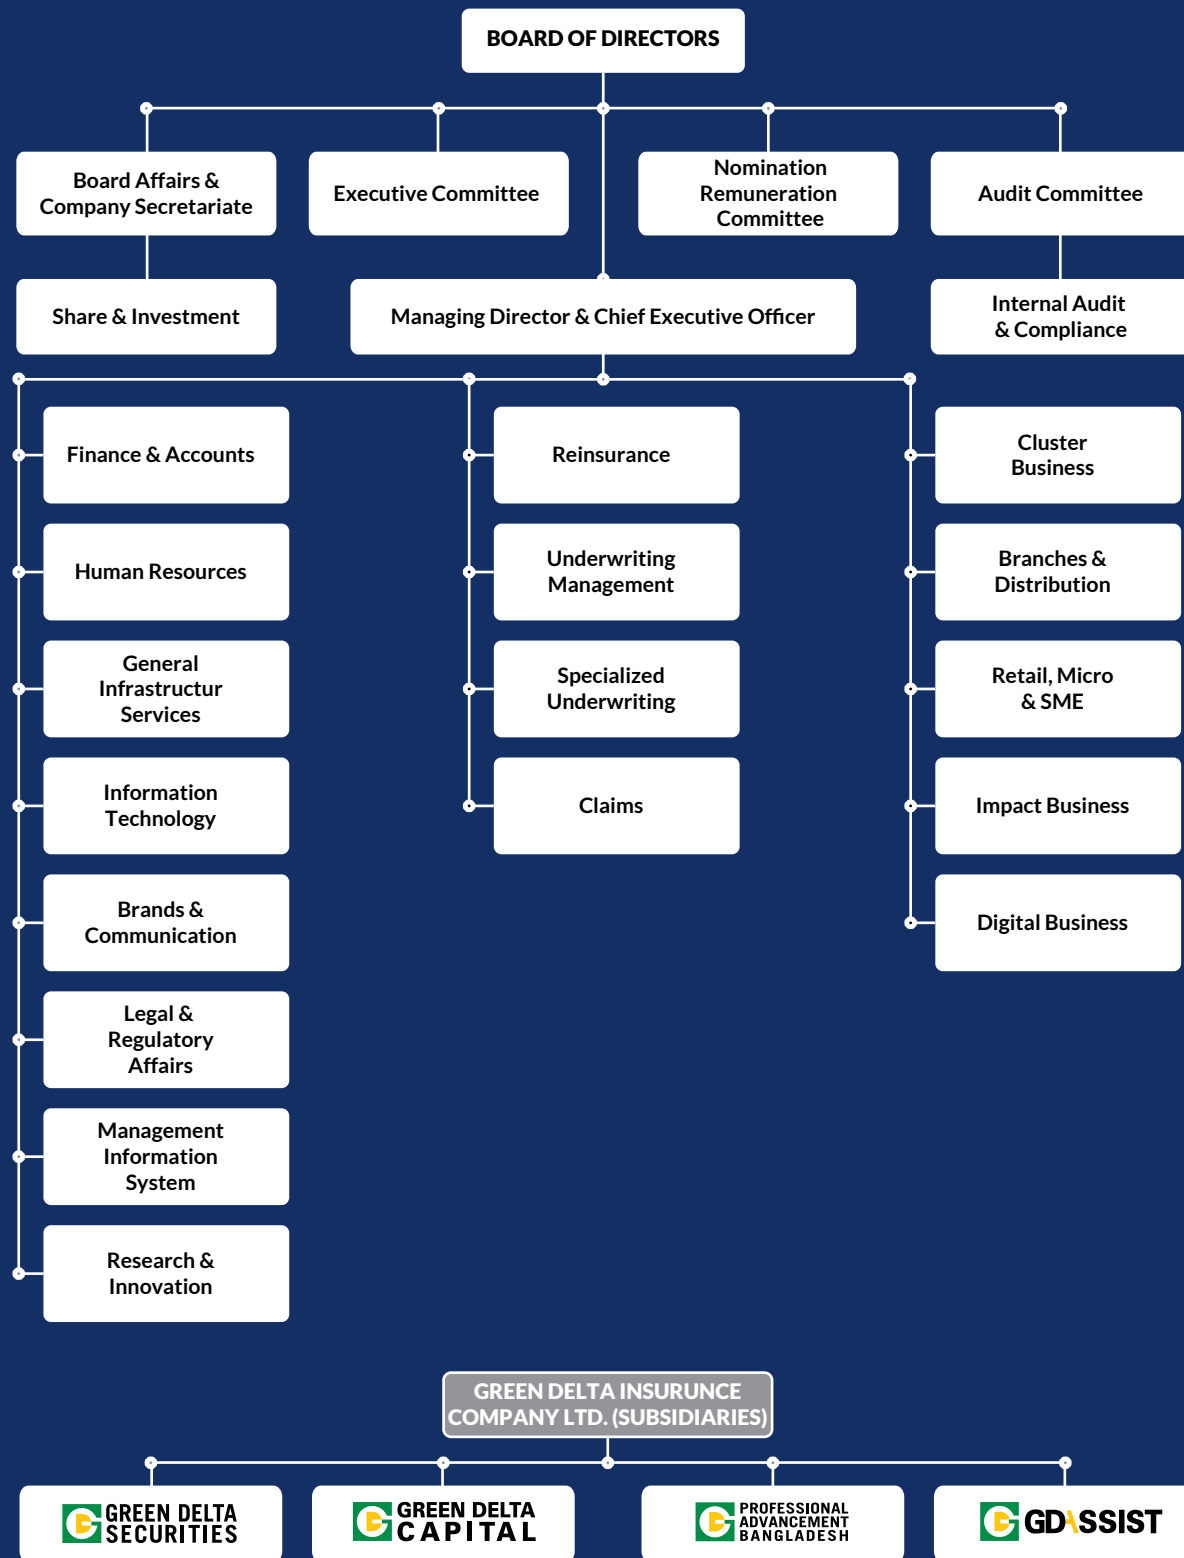 BOARD OF DIRECTORS
Board Affairs &
Company Secretariate
Executive Committee
Nomination
Remuneration
Committee
Audit Committee
Share & Investment
Managing Director & Chief Executive Officer
Internal Audit
& Compliance
Finance & Accounts
Human Resources
General
Infrastructur
Services
Information
Technology
Brands &
Communication
Legal &
Regulatory
Affairs
Management
Information
System
Research &
Innovation
Reinsurance
Underwriting
Management
Specialized
Underwriting
Claims
Cluster
Business
Branches &
Distribution
Retail, Micro
& SME
Impact Business
Digital Business
GREEN DELTA INSURUNCE
COMPANY LTD. (SUBSIDIARIES)
GREEN DELTA
SECURITIES
GREEN DELTA
CAPITAL
PROFESSIONAL
ADVANCEMENT
BANGLADESH
GD ASSIST